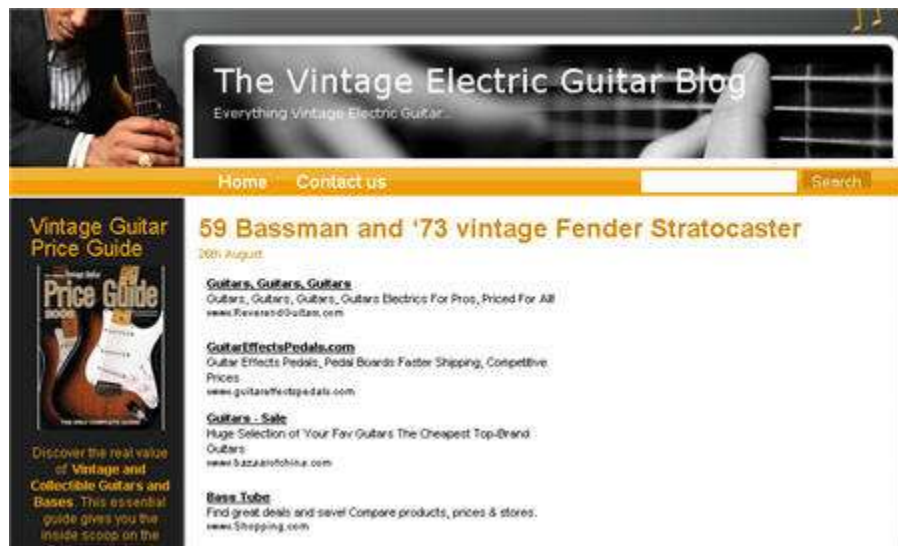 The Vintage Electric Guitar Blog
Everything Vintage Electric Guitar...
Home Contact us
Search
Vintage Guitar
Price Guide
Price Guide
Discover the real value
of Vintage and
Collectible Guitars and
Bases. This essential
guide gives you the
inside scoop on the
59 Bassman and ‘73 vintage Fender Stratocaster
26th August
Guitars, Guitars, Guitars
Guitars, Guitars, Guitars, Guitars Electrics For Pros, Priced For All!
www.ReverendGuitars.com
GuitarEffectsPedals.com
Guitar Effects Pedals, Pedal Boards Faster Shipping, Competitive
Prices
www.guitareffectspedals.com
Guitars - Sale
Huge Selection of Your Fav Guitars The Cheapest Top-Brand
Guitars
www.bazaarofchina.com
Bass Tube
Find great deals and save! Compare products, prices & stores.
www.Shopping.com